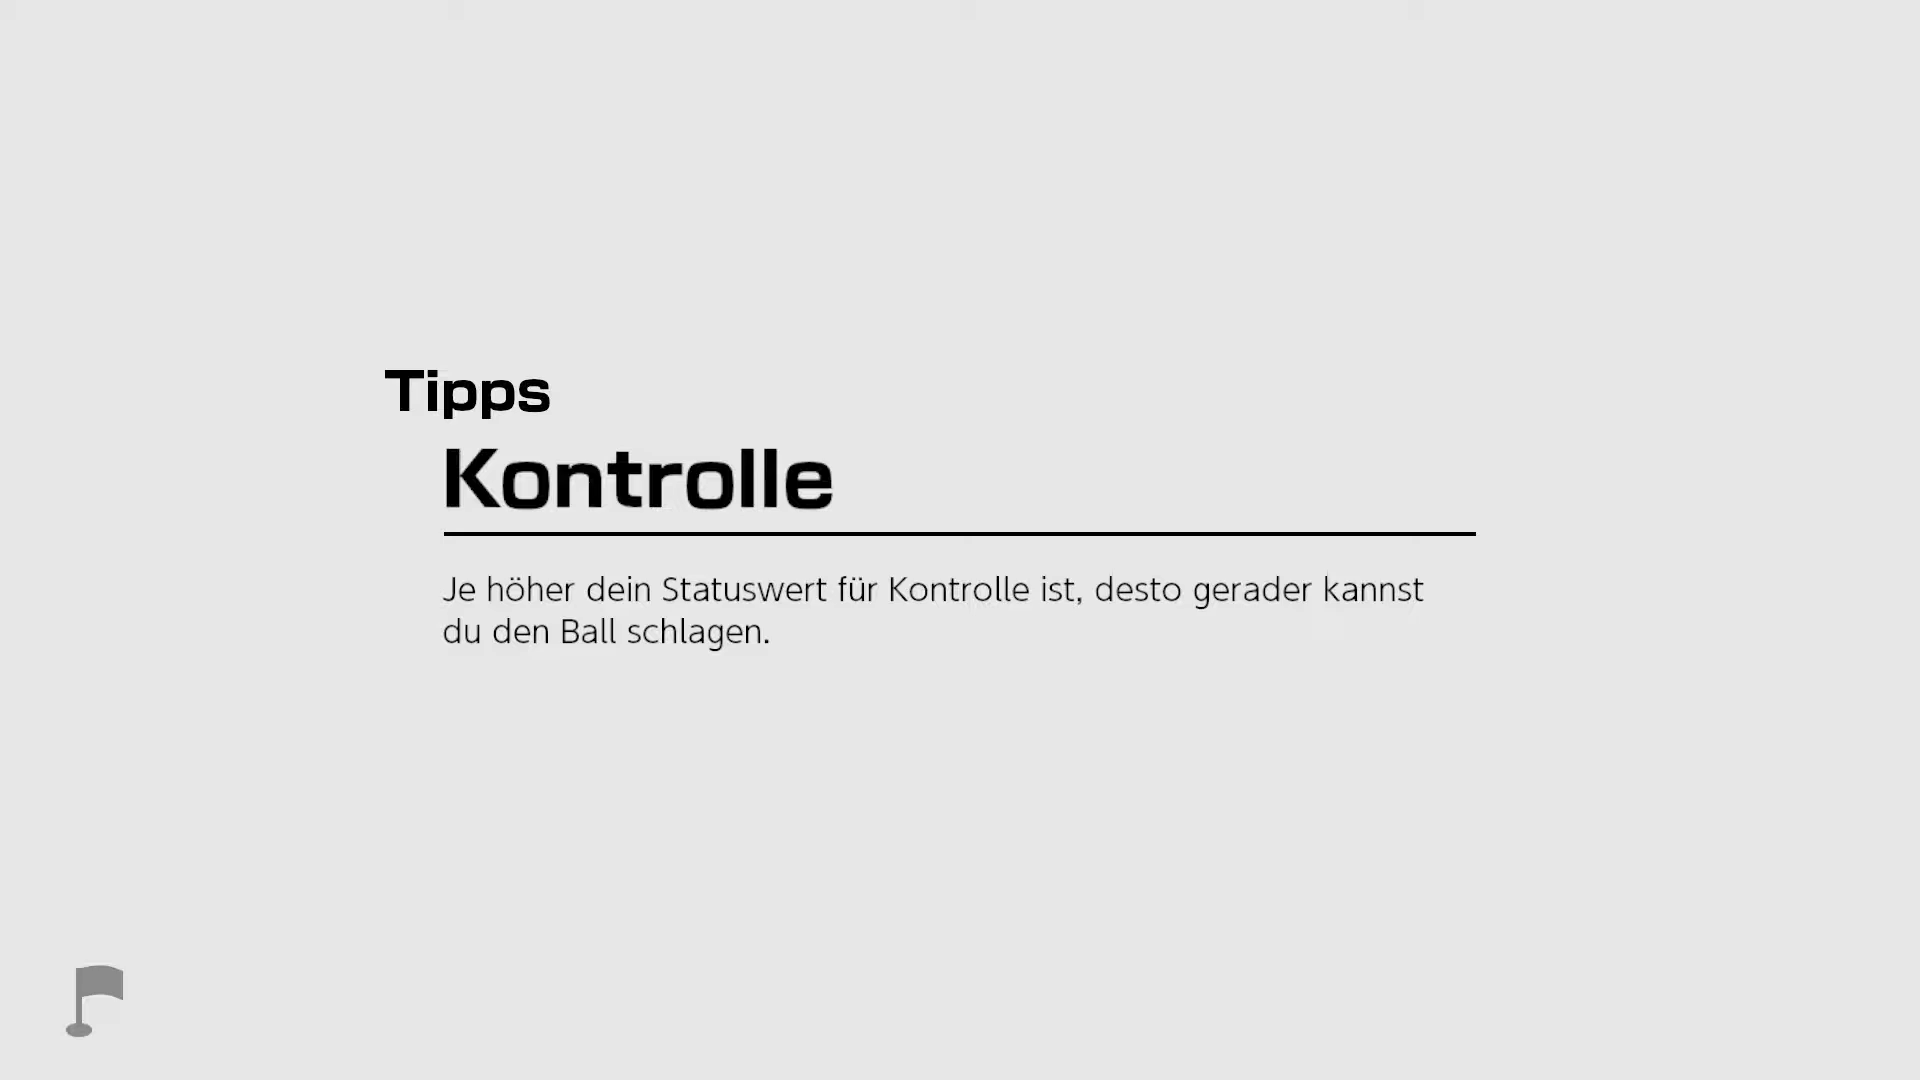 Tipps
Kontrolle
Je höher dein Statuswert für Kontrolle ist, desto gerader kannst
du den Ball schlagen.